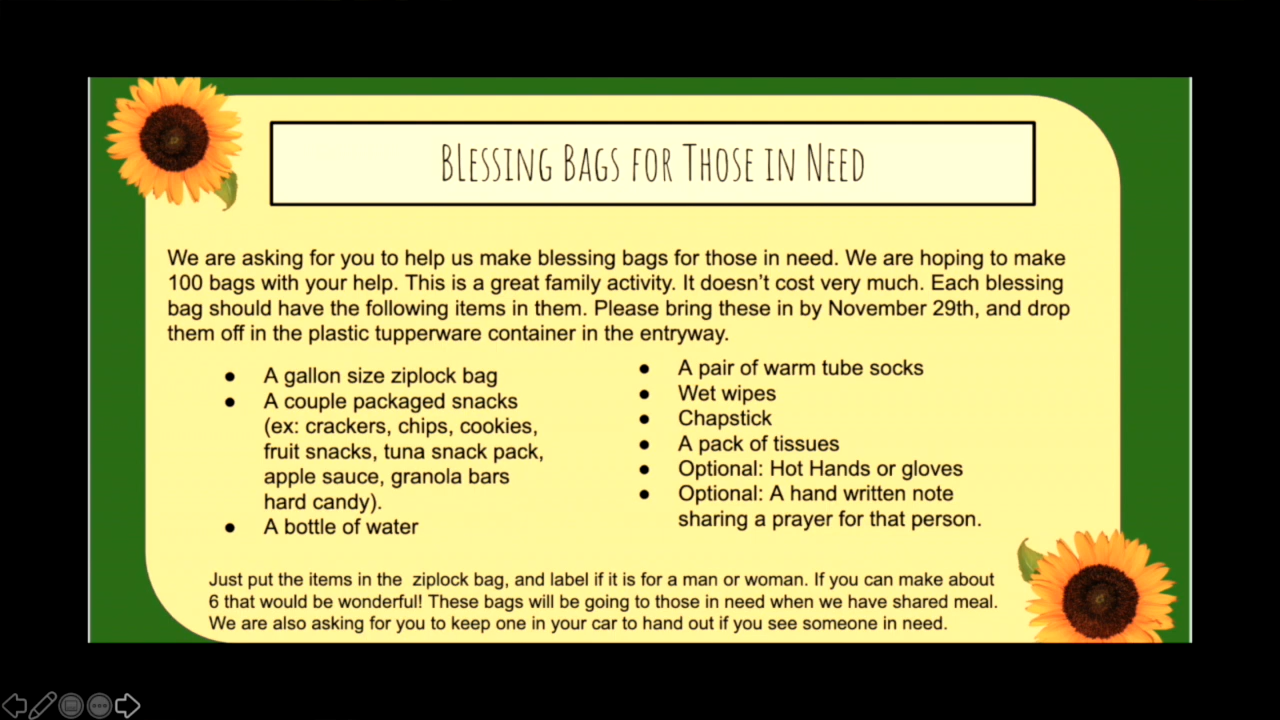 BLESSING BAGS FOR THOSE IN NEED
We are asking for you to help us make blessing bags for those in need. We are hoping to make
100 bags with your help. This is a great family activity. It doesn’t cost very much. Each blessing
bag should have the following items in them. Please bring these in by November 29th, and drop
them off in the plastic tupperware container in the entryway.
● A gallon size ziplock bag
● A couple packaged snacks
(ex: crackers, chips, cookies,
fruit snacks, tuna snack pack,
apple sauce, granola bars
hard candy).
● A bottle of water
● A pair of warm tube socks
● Wet wipes
● Chapstick
● A pack of tissues
● Optional: Hot Hands or gloves
● Optional: A hand written note
sharing a prayer for that person.
Just put the items in the  ziplock bag, and label if it is for a man or woman. If you can make about
6 that would be wonderful! These bags will be going to those in need when we have shared meal.
We are also asking for you to keep one in your car to hand out if you see someone in need.